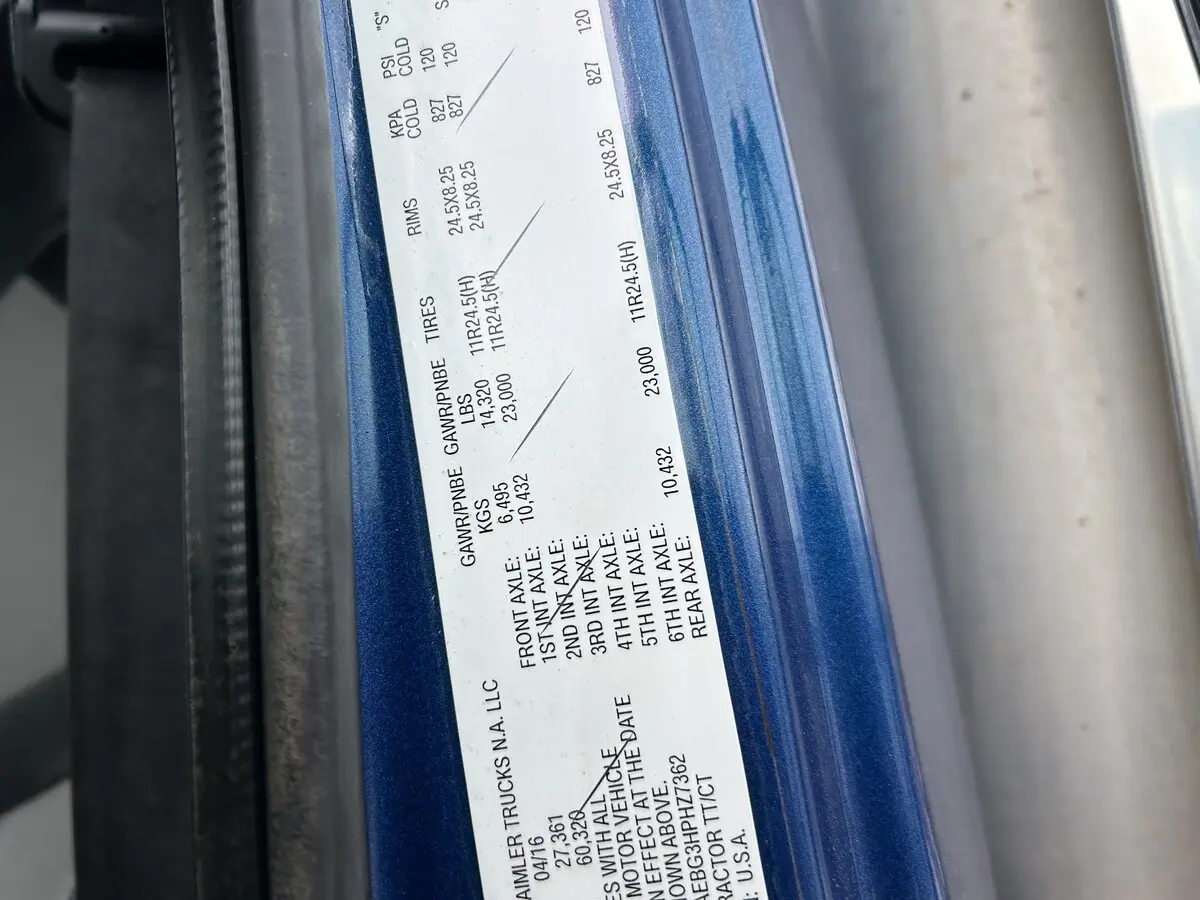 AIMLER TRUCKS N.A. LLC
04/16
27,361
60,320
ES WITH ALL
MOTOR VEHICLE
N EFFECT AT THE DATE
OWN ABOVE.
AEBG3HPHZ7362
RACTOR TT/CT
: U.S.A.
GAWR/PNBE GAWR/PNBE TIRES RIMS KPA PSI "S"
KGS LBS COLD COLD
FRONT AXLE: 6,495 14,320 11R24.5(H) 24.5X8.25 827 120 S
1ST INT AXLE: 10,432 23,000 11R24.5(H) 24.5X8.25 827 120
2ND INT AXLE:
3RD INT AXLE:
4TH INT AXLE:
5TH INT AXLE:
6TH INT AXLE:
REAR AXLE: 10,432 23,000 11R24.5(H) 24.5X8.25 827 120